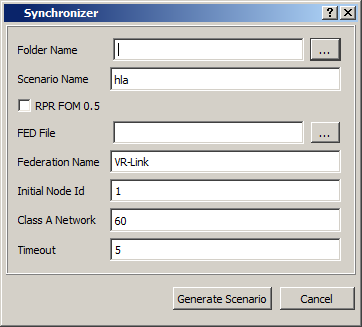 Synchronizer
Folder Name ...
Scenario Name hla
RPR FOM 0.5
FED File ...
Federation Name VR-Link
Initial Node Id 1
Class A Network 60
Timeout 5
Generate Scenario Cancel